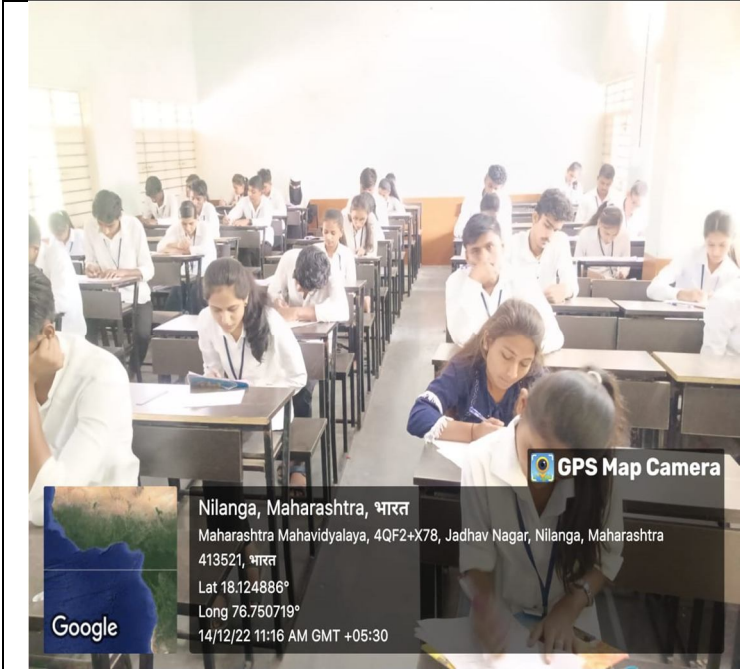 GPS Map Camera
Nilanga, Maharashtra, भारत
Maharashtra Mahavidyalaya, 4QF2+X78, Jadhav Nagar, Nilanga, Maharashtra
413521, भारत
Lat 18.124886°
Long 76.750719°
14/12/22 11:16 AM GMT +05:30
Google